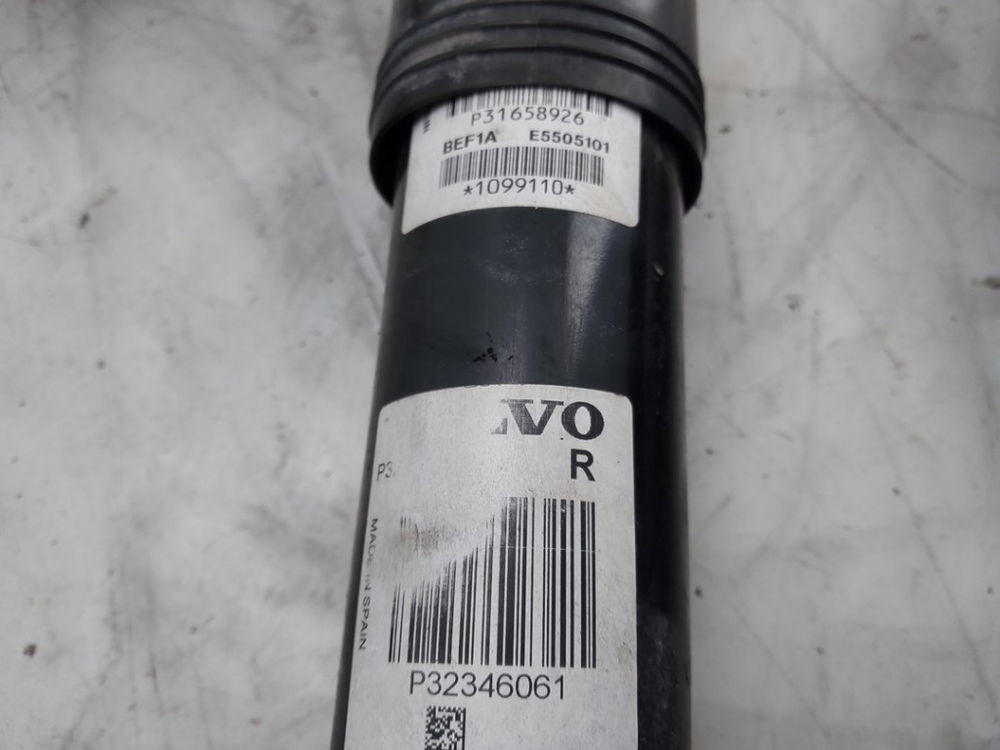 P31658926
BEF1A E5505101
*1099110*
VO
R
P3
MADE IN SPAIN
P32346061